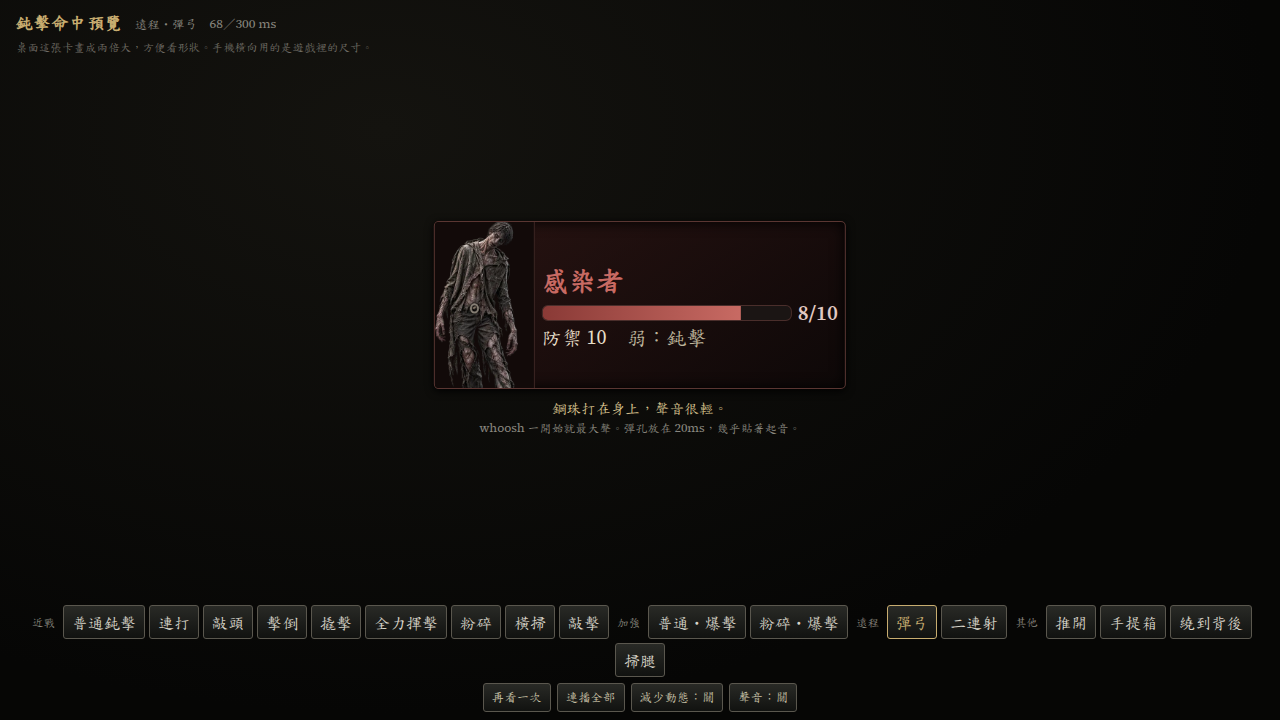 鈍擊命中預覽 遠程・彈弓 68／300 ms
桌面這張卡畫成兩倍大，方便看形狀。手機橫向用的是遊戲裡的尺寸。
感染者
8/10
防禦 10 弱：鈍擊
鋼珠打在身上，聲音很輕。
whoosh 一開始就最大聲。彈孔放在 20ms，幾乎貼著起音。
近戰 普通鈍擊 連打 敲頭 擊倒 撬擊 全力揮擊 粉碎 橫掃 敲擊 加強 普通・爆擊 粉碎・爆擊 遠程 彈弓 二連射 其他 推開 手提箱 繞到背後
掃腿
再看一次 連播全部 減少動態：關 聲音：關